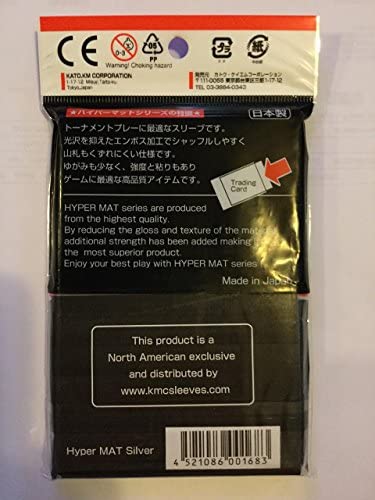 CE
0-3
05
PP
Warning! Choking hazard
プラ
紙
KATO.KM CORPORATION
Tokyo,Japan
発売元 カトウ・ケイエムコーポレーション
〒111-0055 東京都台東区三筋1-17-12
TEL 03-3864-0343
★ハイパーマットシリーズの特徴★
日本製
トーナメントプレーに最適なスリーブです。
光沢を抑えたエンボス加工でシャッフルしやすく
山札もくずれにくい仕様です。
ゆがみも少なく、強度と粘りもあり
ゲームに最適な高品質アイテムです。
Trading
Card
HYPER MAT series are produced
from the highest quality.
By reducing the gloss and texture of the
additional strength has been added making
the most superior product.
Enjoy your best play with HYPER MAT series
Made in Japan
This product is a
North American exclusive
and distributed by
www.kmcsleeves.com
Hyper MAT Silver
4 521086 001683